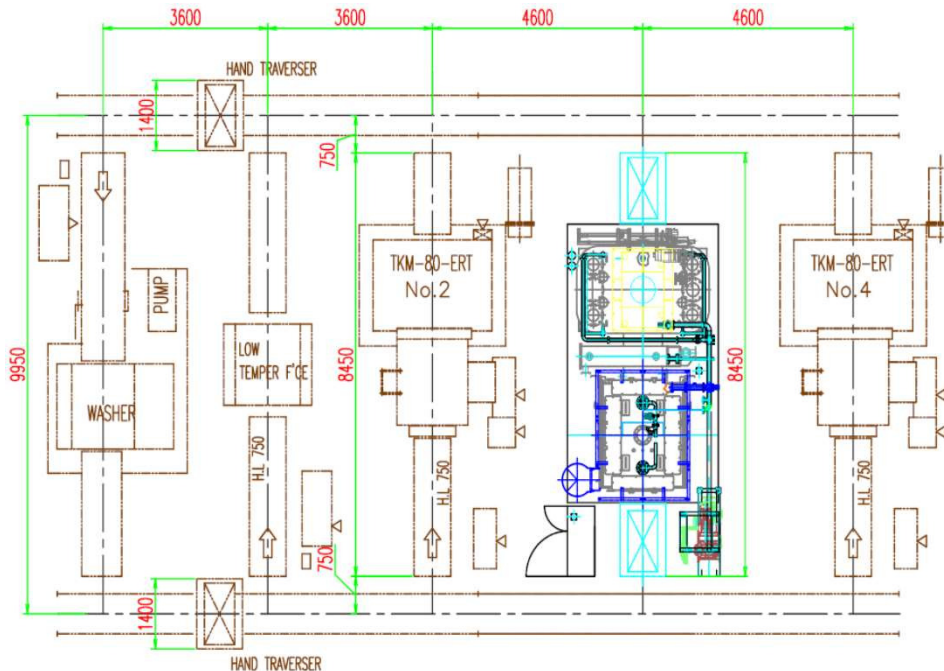 3600
3600
4600
4600
HAND TRAVERSER
1400
750
TKM-80-ERT
No.2
TKM-80-ERT
No.4
PUMP
9950
LOW
TEMPER F'CE
8450
8450
WASHER
H.L 750
H.L 750
750
1400
HAND TRAVERSER